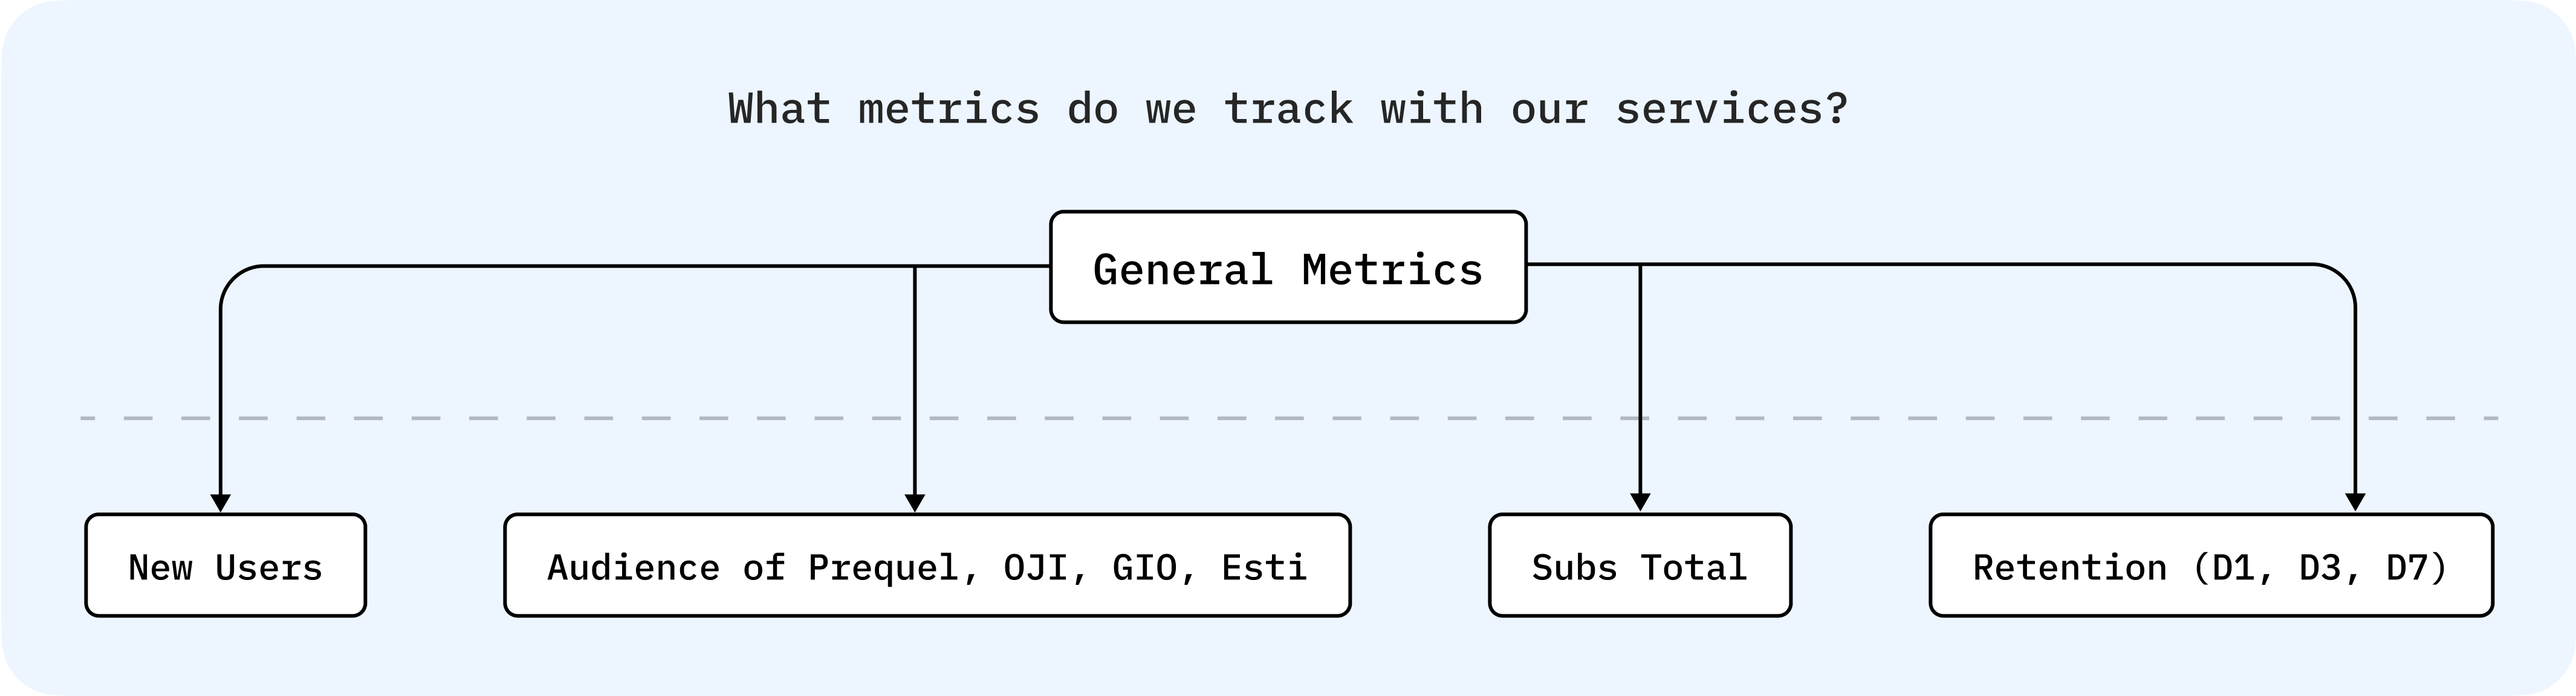 What metrics do we track with our services?
General Metrics
New Users
Audience of Prequel, OJI, GIO, Esti
Subs Total
Retention (D1, D3, D7)